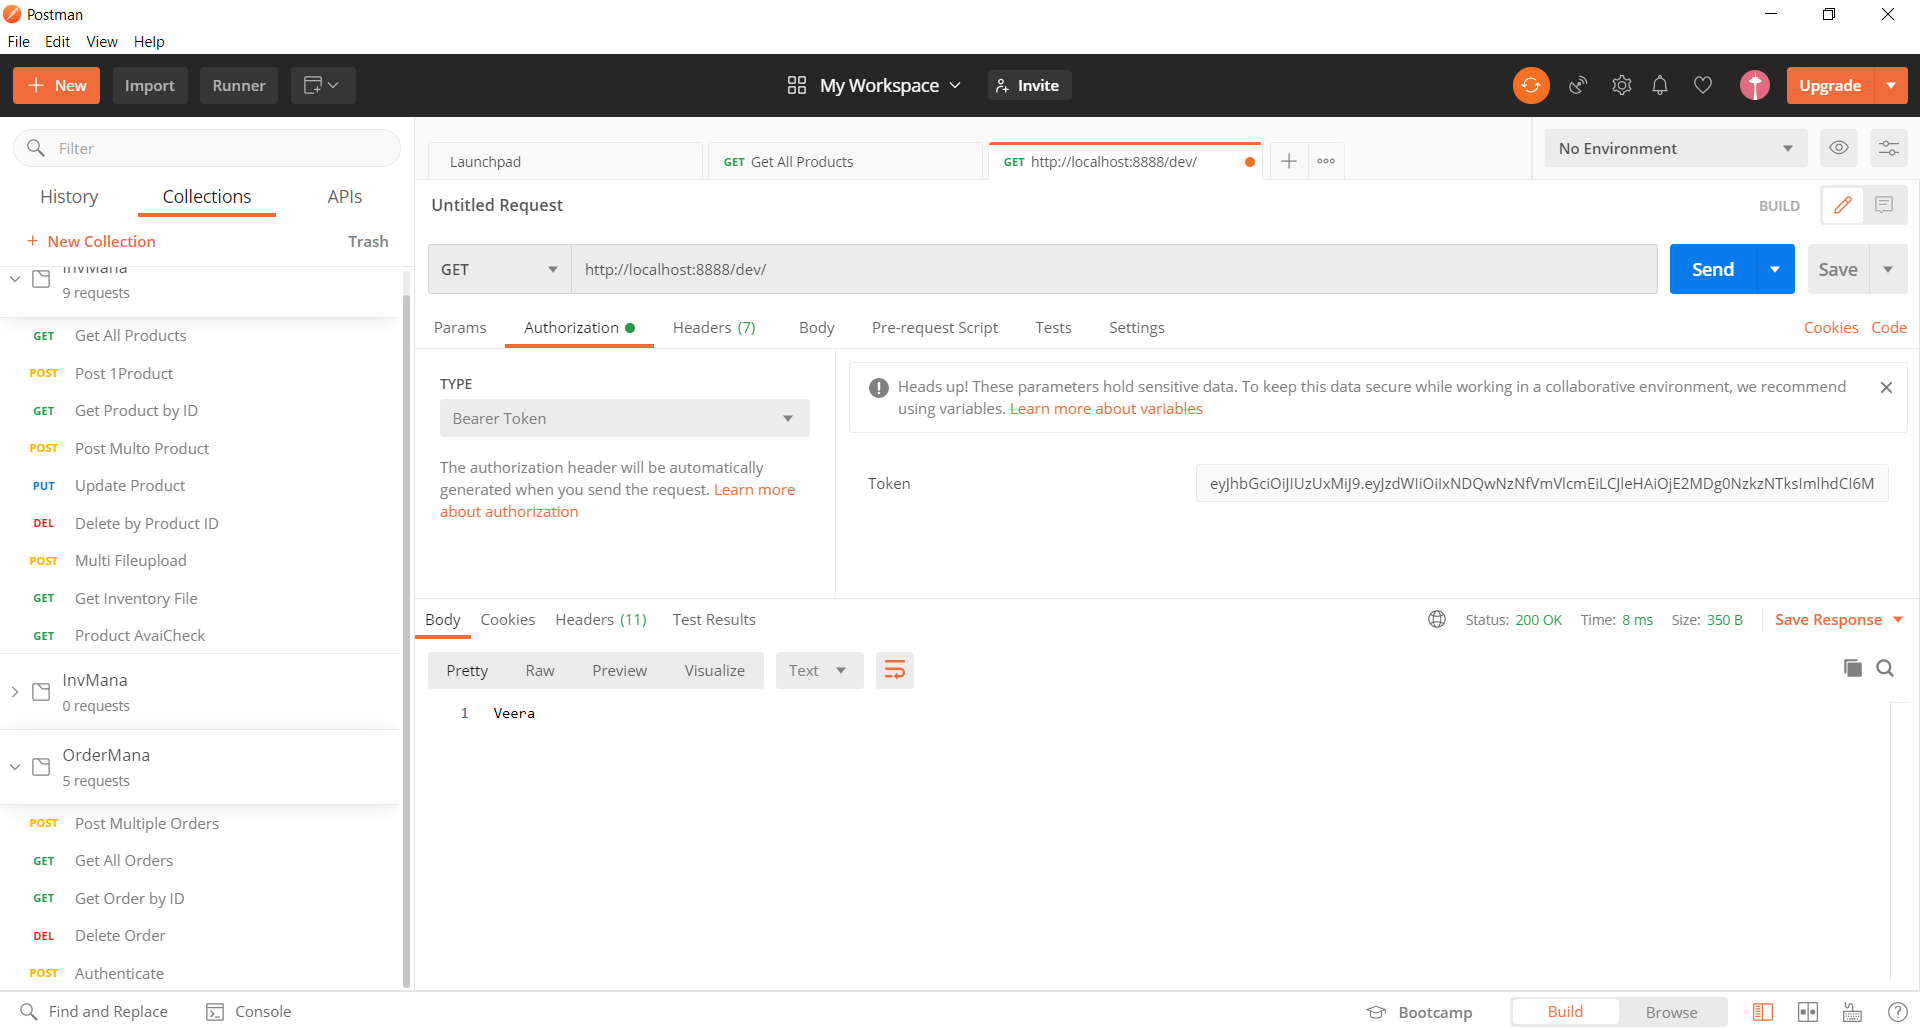 Postman
File Edit View Help
New Import Runner My Workspace Invite Upgrade
Filter
History Collections APIs
+ New Collection Trash
InvMana
9 requests
GET Get All Products
POST Post 1Product
GET Get Product by ID
POST Post Multo Product
PUT Update Product
DEL Delete by Product ID
POST Multi Fileupload
GET Get Inventory File
GET Product AvaiCheck
InvMana
0 requests
OrderMana
5 requests
POST Post Multiple Orders
GET Get All Orders
GET Get Order by ID
DEL Delete Order
POST Authenticate
Launchpad GET Get All Products GET http://localhost:8888/dev/ No Environment
Untitled Request BUILD
GET http://localhost:8888/dev/ Send Save
Params Authorization Headers (7) Body Pre-request Script Tests Settings Cookies Code
TYPE
Bearer Token
The authorization header will be automatically
generated when you send the request. Learn more
about authorization
Heads up! These parameters hold sensitive data. To keep this data secure while working in a collaborative environment, we recommend
using variables. Learn more about variables
Token
Body Cookies Headers (11) Test Results Status: 200 OK Time: 8 ms Size: 350 B Save Response
Pretty Raw Preview Visualize Text
1 Veera
Find and Replace Console Bootcamp Build Browse